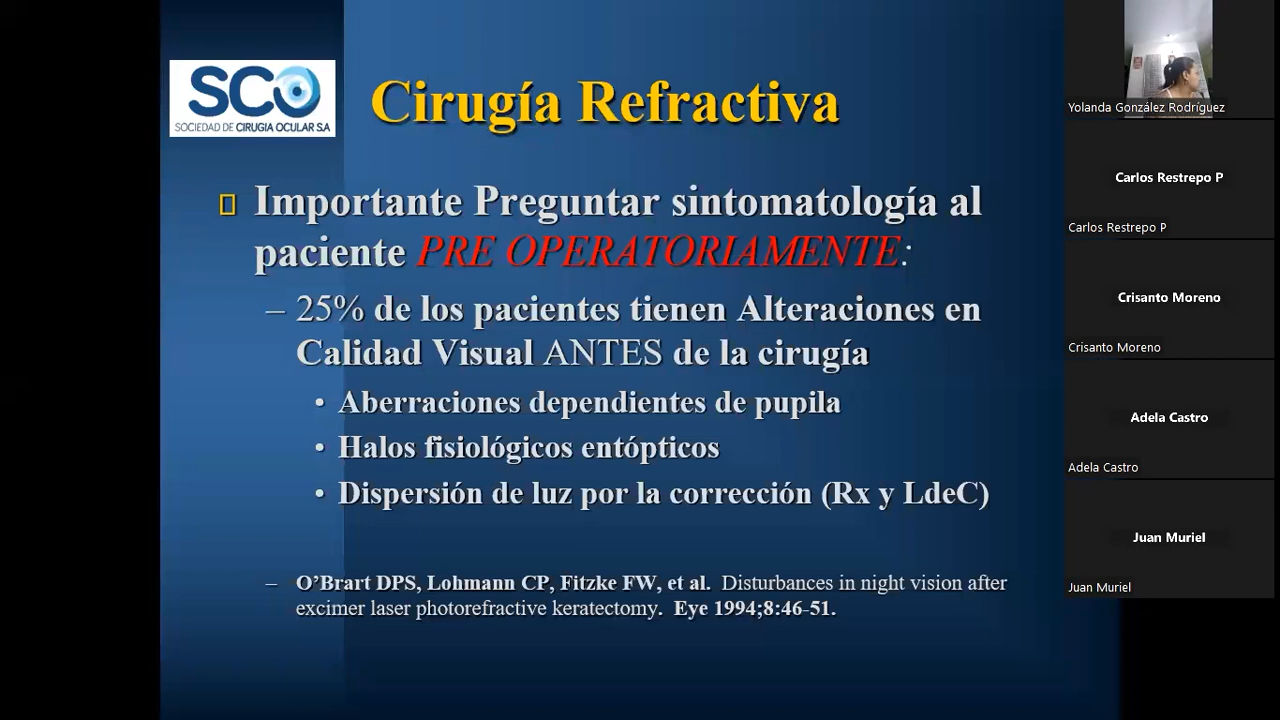 SCO
SOCIEDAD DE CIRUGIA OCULAR S.A
Cirugía Refractiva
Importante Preguntar sintomatología al
paciente PRE OPERATORIAMENTE:
– 25% de los pacientes tienen Alteraciones en
Calidad Visual ANTES de la cirugía
• Aberraciones dependientes de pupila
• Halos fisiológicos entópticos
• Dispersión de luz por la corrección (Rx y LdeC)
– O’Brart DPS, Lohmann CP, Fitzke FW, et al. Disturbances in night vision after
excimer laser photorefractive keratectomy. Eye 1994;8:46-51.
Yolanda González Rodríguez
Carlos Restrepo P
Carlos Restrepo P
Crisanto Moreno
Crisanto Moreno
Adela Castro
Adela Castro
Juan Muriel
Juan Muriel